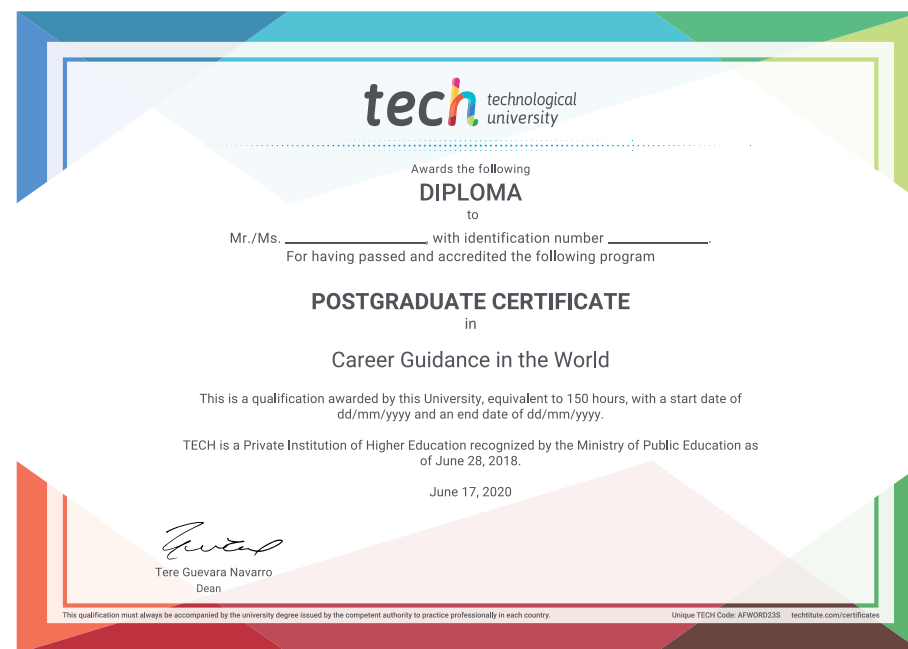 tech technological
university
Awards the following
DIPLOMA
to
Mr./Ms. ____________________, with identification number ______________.
For having passed and accredited the following program
POSTGRADUATE CERTIFICATE
in
Career Guidance in the World
This is a qualification awarded by this University, equivalent to 150 hours, with a start date of
dd/mm/yyyy and an end date of dd/mm/yyyy.
TECH is a Private Institution of Higher Education recognized by the Ministry of Public Education as
of June 28, 2018.
June 17, 2020
Tere Guevara Navarro
Dean
This qualification must always be accompanied by the university degree issued by the competent authority to practice professionally in each country. Unique TECH Code: AFWORD23S techtitute.com/certificates